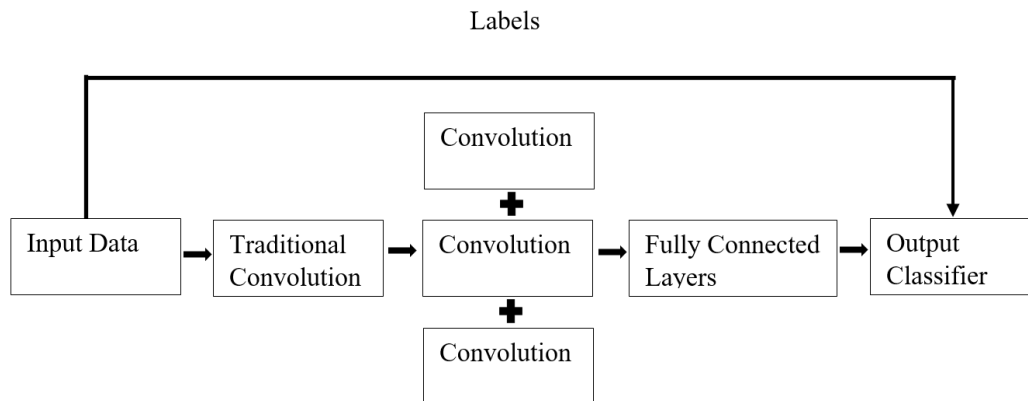 Labels
Convolution
Input Data
Traditional
Convolution
Convolution
Fully Connected
Layers
Output
Classifier
Convolution